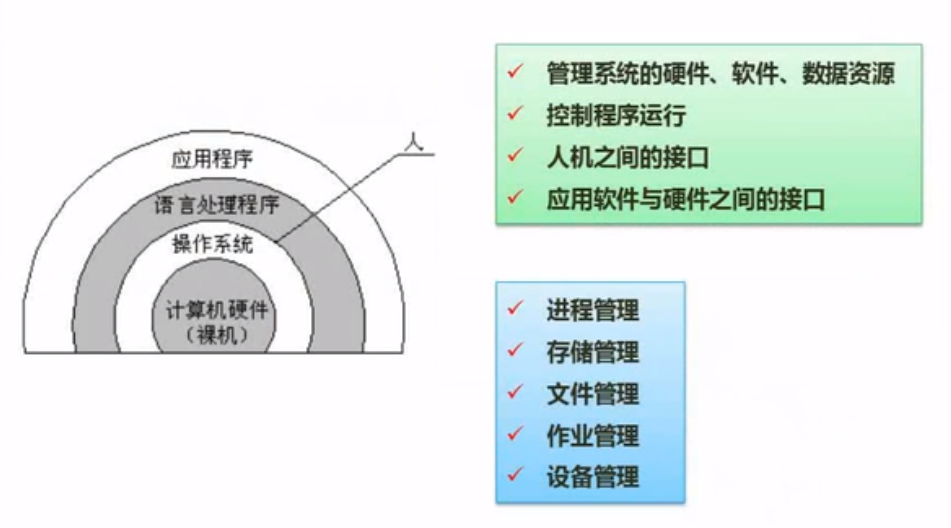 人
应用程序
语言处理程序
操作系统
计算机硬件
(裸机)
管理系统的硬件、软件、数据资源
控制程序运行
人机之间的接口
应用软件与硬件之间的接口
进程管理
存储管理
文件管理
作业管理
设备管理